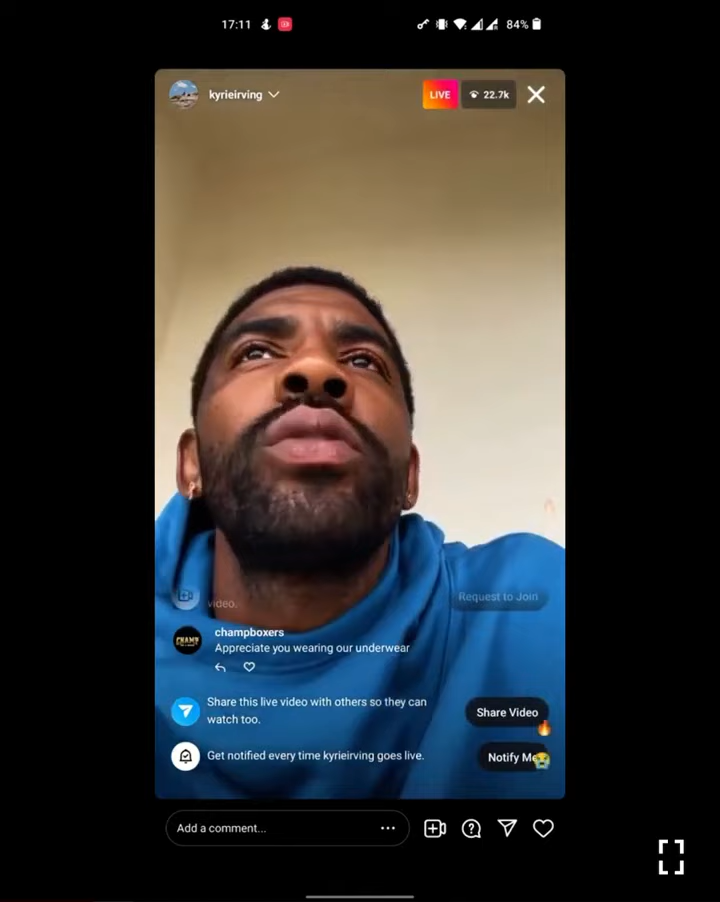 17:11
84%
kyrieirving
LIVE
22.7k
video.
Request to Join
CHAMP
champboxers
Appreciate you wearing our underwear
Share this live video with others so they can
watch too.
Share Video
Get notified every time kyrieirving goes live.
Notify Me
Add a comment...